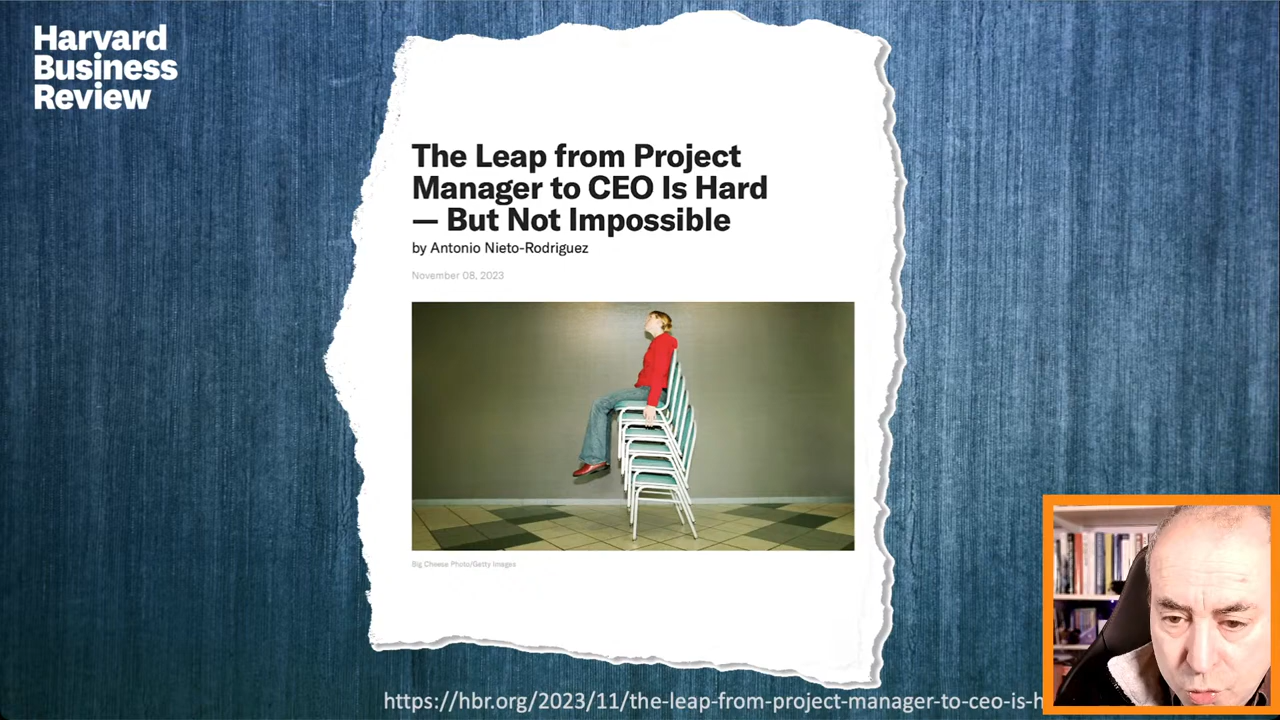 Harvard
Business
Review
The Leap from Project
Manager to CEO Is Hard
— But Not Impossible
by Antonio Nieto-Rodriguez
November 08, 2023
Big Cheese Photo/Getty Images
https://hbr.org/2023/11/the-leap-from-project-manager-to-ceo-is-h